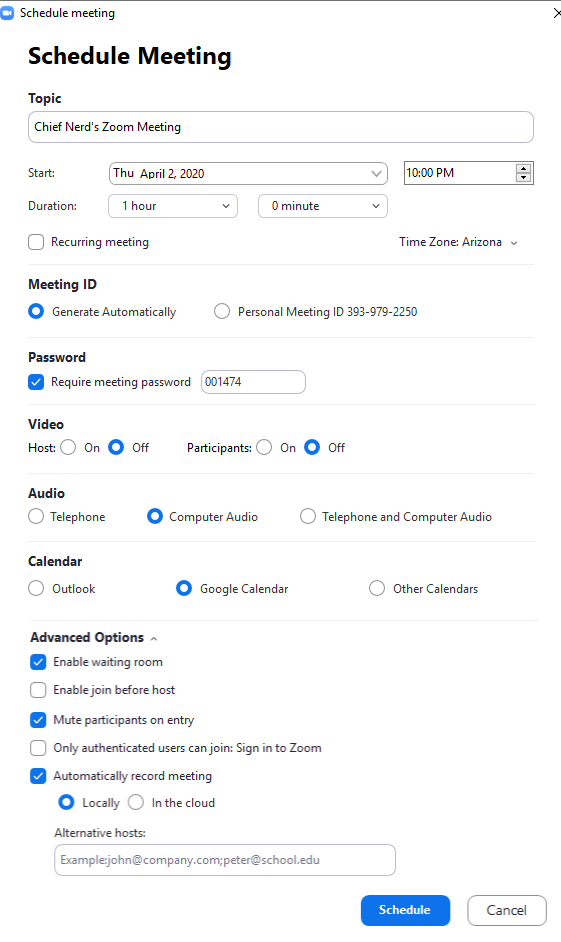 Schedule meeting
Schedule Meeting
Topic
Chief Nerd's Zoom Meeting
Start: Thu April 2, 2020 10:00 PM
Duration: 1 hour 0 minute
Recurring meeting Time Zone: Arizona
Meeting ID
Generate Automatically Personal Meeting ID 393-979-2250
Password
Require meeting password 001474
Video
Host: On Off Participants: On Off
Audio
Telephone Computer Audio Telephone and Computer Audio
Calendar
Outlook Google Calendar Other Calendars
Advanced Options
Enable waiting room
Enable join before host
Mute participants on entry
Only authenticated users can join: Sign in to Zoom
Automatically record meeting
Locally In the cloud
Alternative hosts:
Example:john@company.com;peter@school.edu
Schedule Cancel